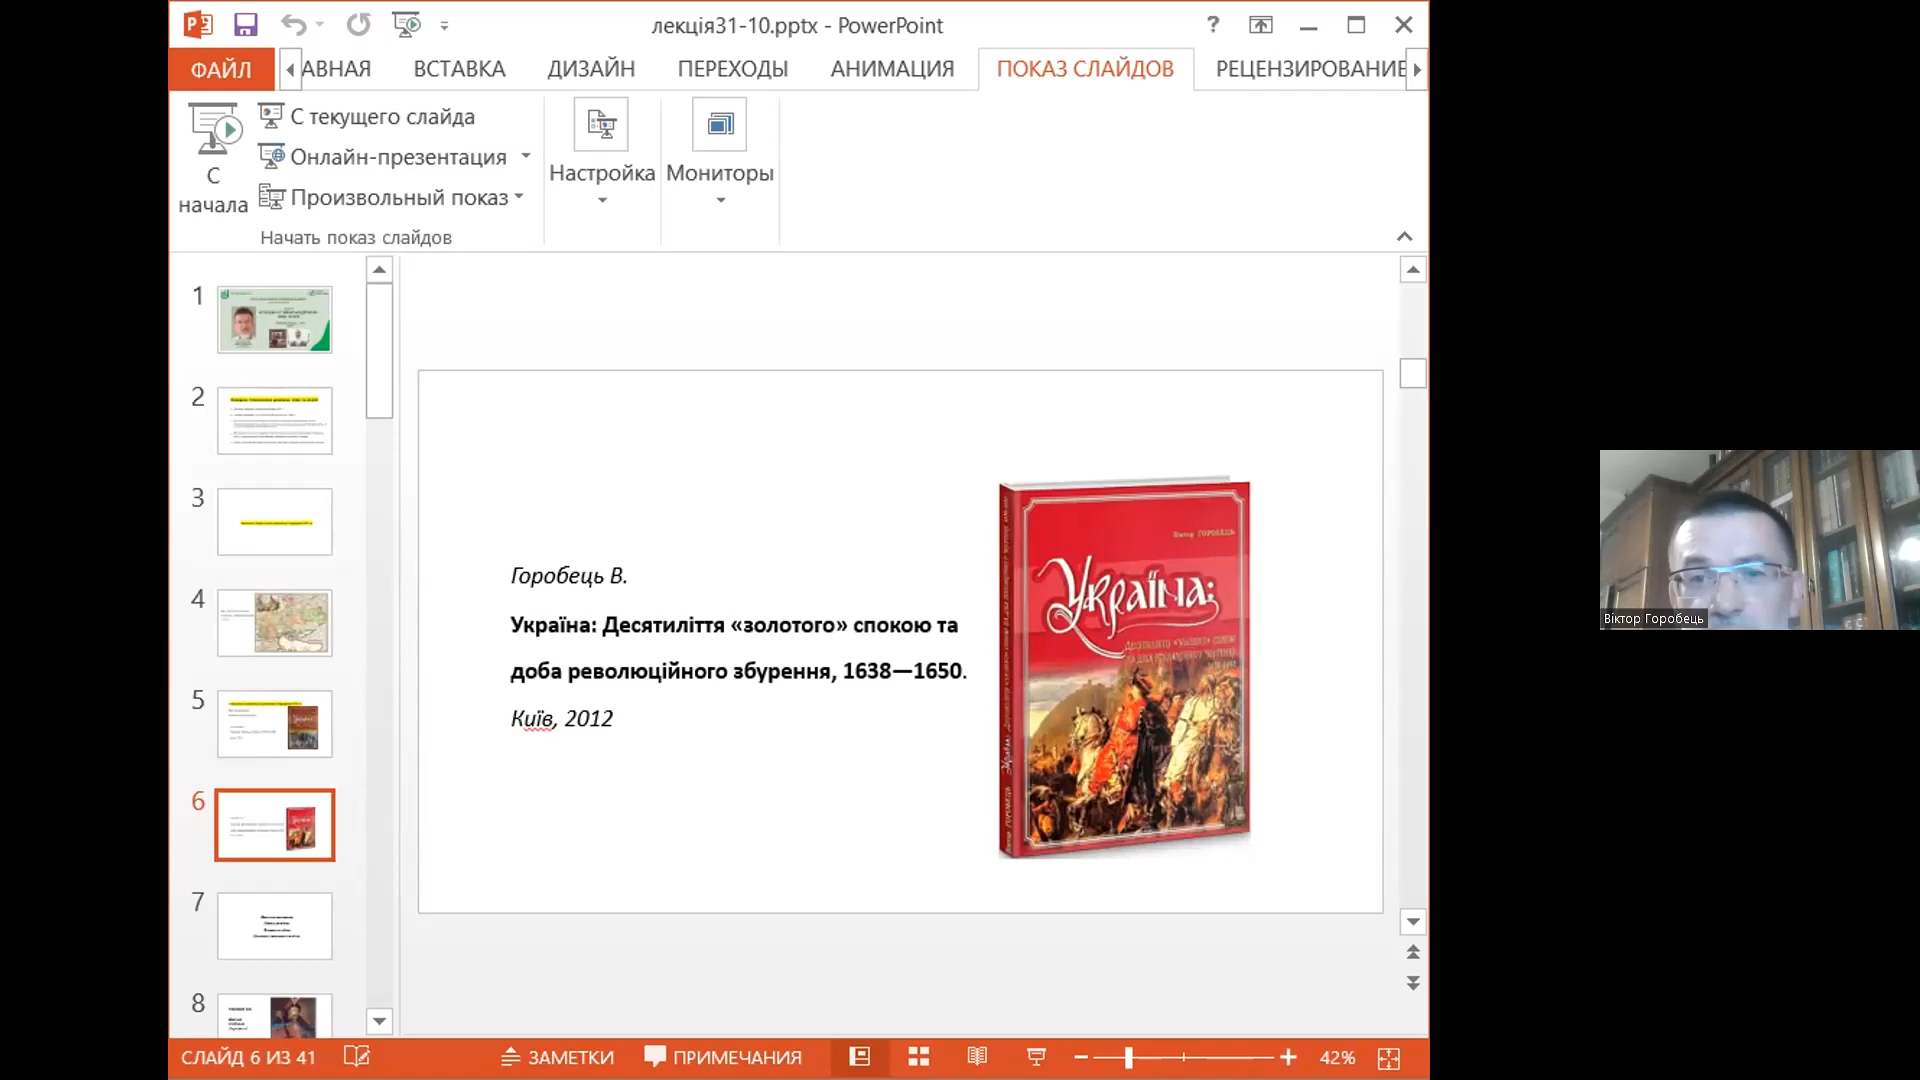 лекція31-10.pptx - PowerPoint
?
ФАЙЛ
АВНАЯ
ВСТАВКА
ДИЗАЙН
ПЕРЕХОДЫ
АНИМАЦИЯ
ПОКАЗ СЛАЙДОВ
РЕЦЕНЗИРОВАНИЕ
С начала
С текущего слайда
Онлайн-презентация
Произвольный показ
Настройка
Мониторы
Начать показ слайдов
1
2
3
4
5
6
7
8
Горобець В.
Україна: Десятиліття «золотого» спокою та
доба революційного збурення, 1638—1650.
Київ, 2012
Віктор ГОРОБЕЦЬ
Україна:
Віктор Горобець
СЛАЙД 6 ИЗ 41
ЗАМЕТКИ
ПРИМЕЧАНИЯ
42%